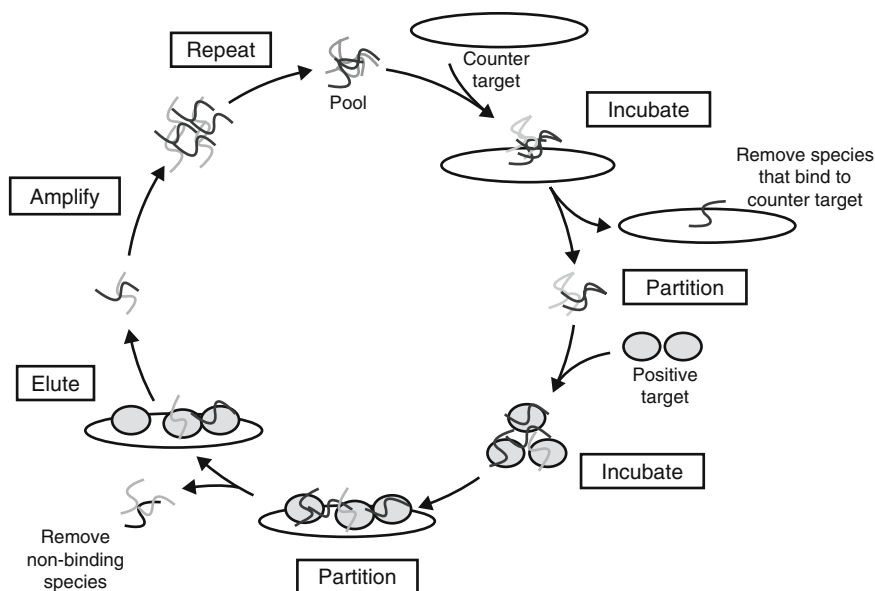 Repeat
Pool
Counter
target
Incubate
Remove species
that bind to
counter target
Partition
Positive
target
Incubate
Partition
Remove
non-binding
species
Elute
Amplify